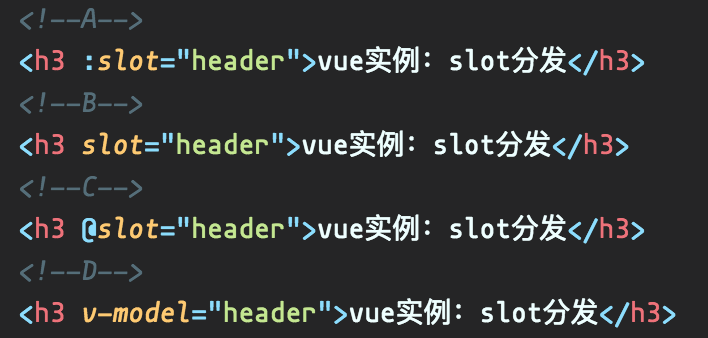 <!--A-->
<h3 :slot="header">vue实例：slot分发</h3>
<!--B-->
<h3 slot="header">vue实例：slot分发</h3>
<!--C-->
<h3 @slot="header">vue实例：slot分发</h3>
<!--D-->
<h3 v-model="header">vue实例：slot分发</h3>